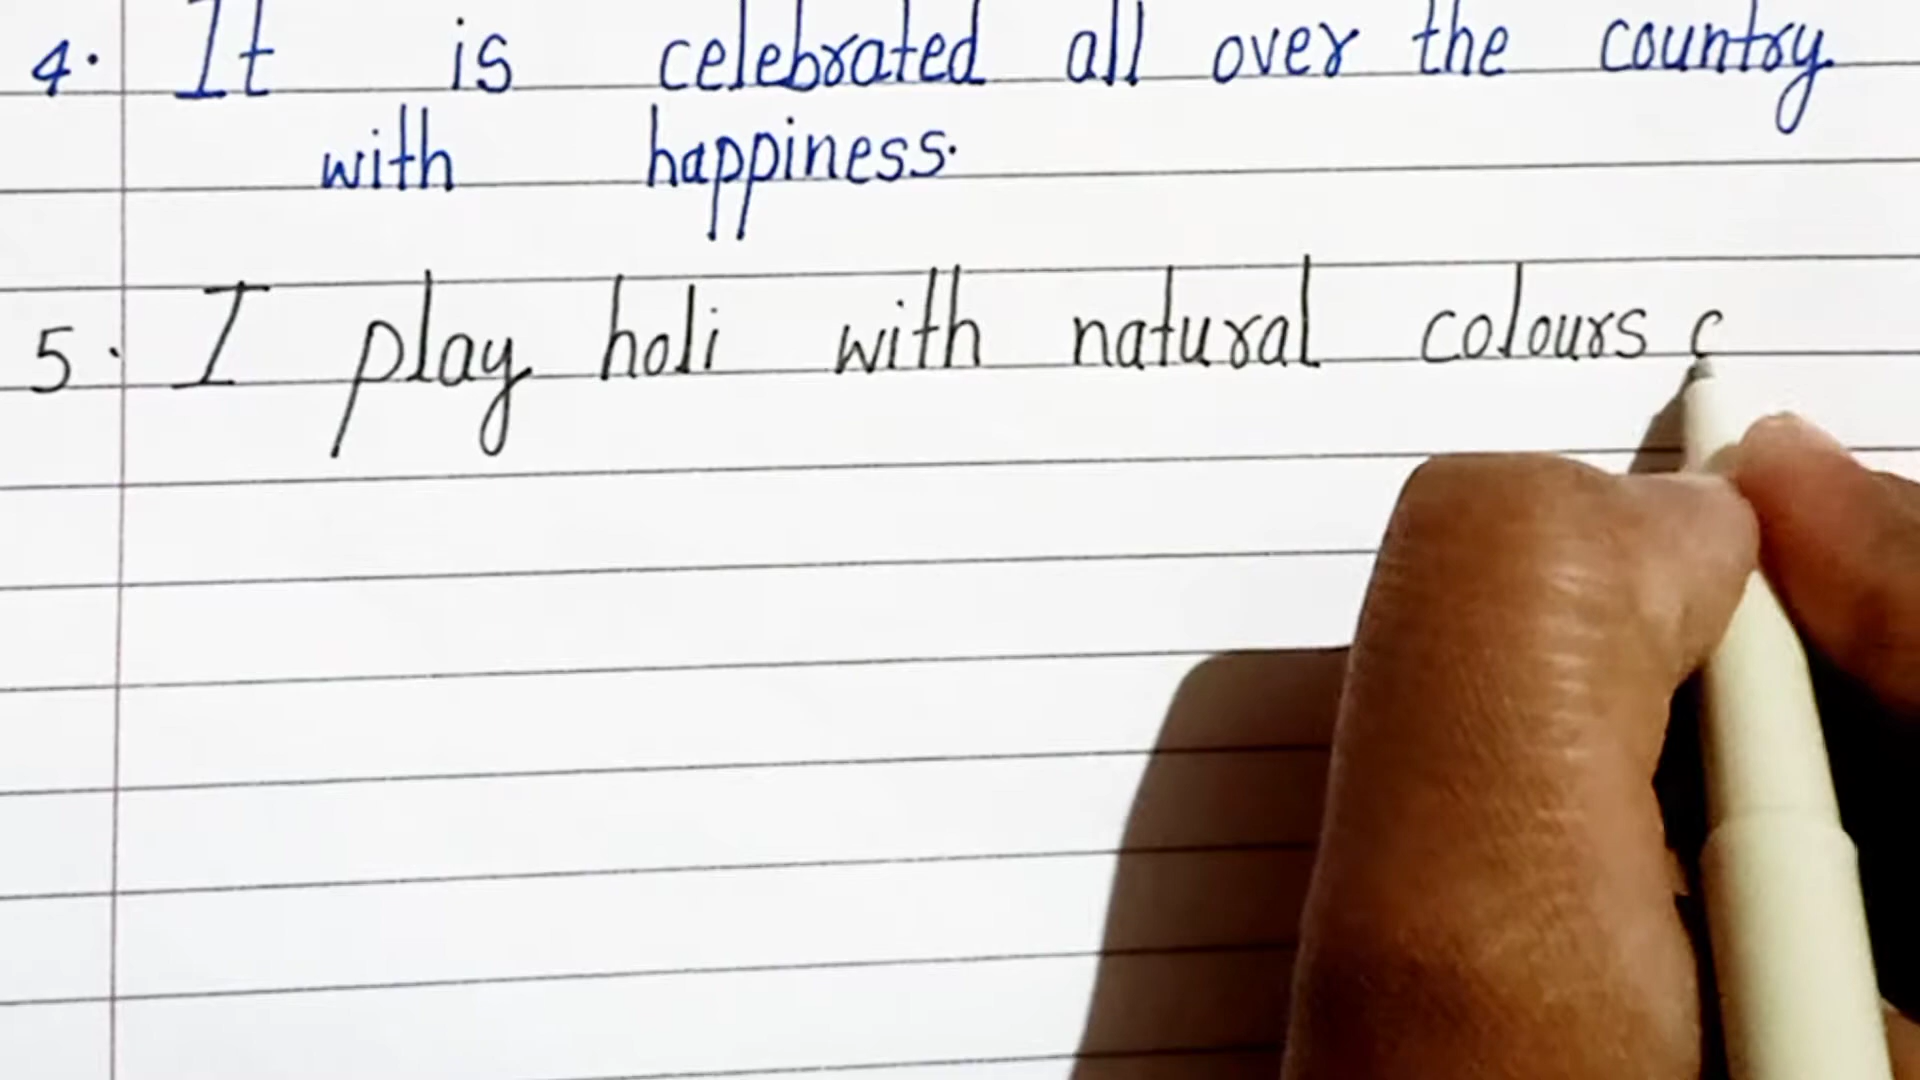 4. It is celebrated all over the country
with happiness.
5. I play holi with natural colours